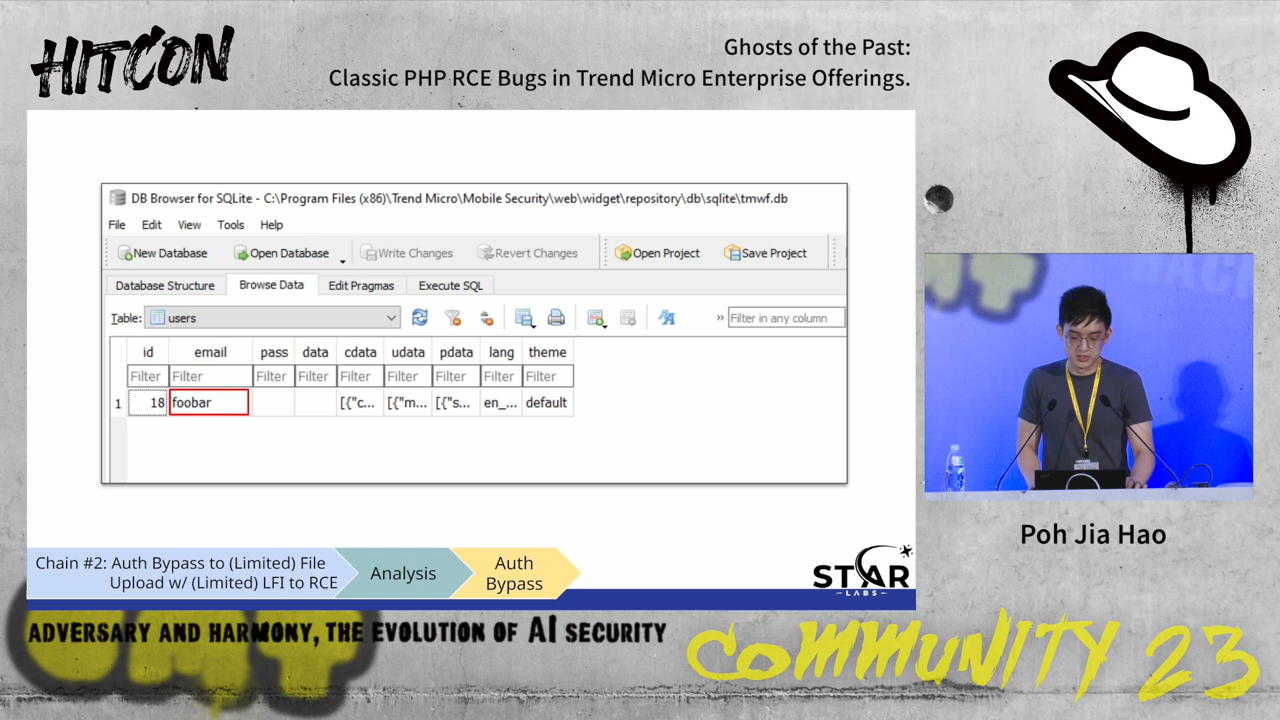 HITCON
Ghosts of the Past:
Classic PHP RCE Bugs in Trend Micro Enterprise Offerings.
DB Browser for SQLite - C:\Program Files (x86)\Trend Micro\Mobile Security\web\widget\repository\db\sqlite\tmwf.db
File Edit View Tools Help
New Database Open Database Write Changes Revert Changes Open Project Save Project
Database Structure Browse Data Edit Pragmas Execute SQL
Table: users » Filter in any column
id email pass data cdata udata pdata lang theme
Filter Filter Filter Filter Filter Filter Filter Filter Filter
1 18 foobar [{"c... [{"m... [{"s... en_... default
Poh Jia Hao
Chain #2: Auth Bypass to (Limited) File
Upload w/ (Limited) LFI to RCE
Analysis
Auth
Bypass
STAR
LABS
ADVERSARY AND HARMONY, THE EVOLUTION OF AI SECURITY
COMMUNITY 23